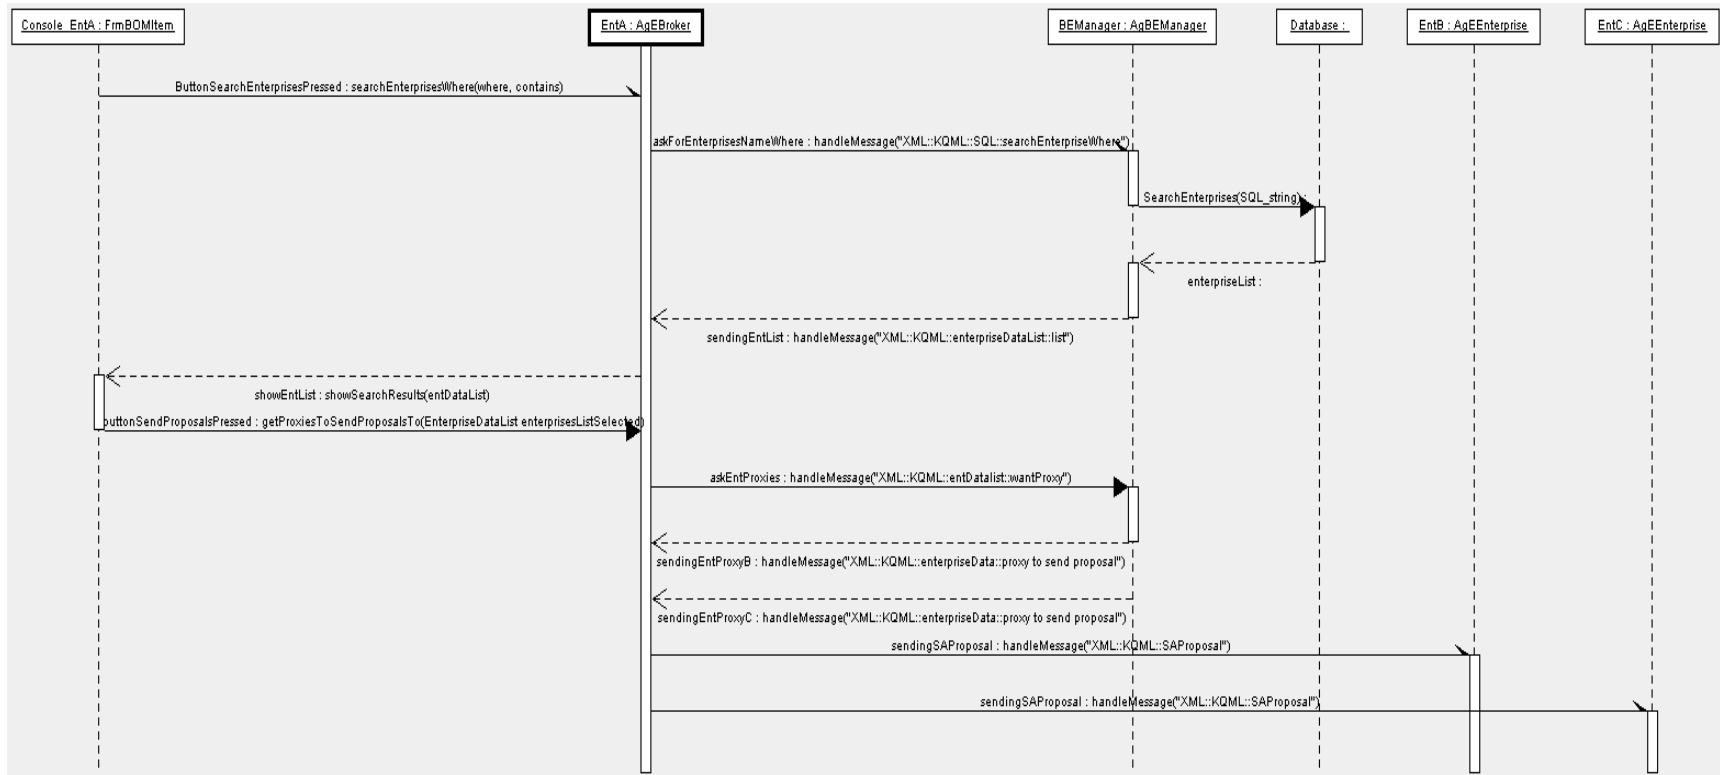 Console_EntA : FrmBOMItem
EntA : AgEBroker
BEManager : AgBEManager
Database :
EntB : AgEEnterprise
EntC : AgEEnterprise
ButtonSearchEnterprisesPressed : searchEnterprisesWhere(where, contains)
askForEnterprisesNameWhere : handleMessage("XML::KQML::SQL::searchEnterpriseWhere")
SearchEnterprises(SQL_string) :
enterpriseList :
sendingEntList : handleMessage("XML::KQML::enterpriseDataList::list")
showEntList : showSearchResults(entDataList)
buttonSendProposalsPressed : getProxiesToSendProposalsTo(EnterpriseDataList enterprisesListSelected)
askEntProxies : handleMessage("XML::KQML::entDatalist::wantProxy")
sendingEntProxyB : handleMessage("XML::KQML::enterpriseData::proxy to send proposal")
sendingEntProxyC : handleMessage("XML::KQML::enterpriseData::proxy to send proposal")
sendingSAProposal : handleMessage("XML::KQML::SAProposal")
sendingSAProposal : handleMessage("XML::KQML::SAProposal")